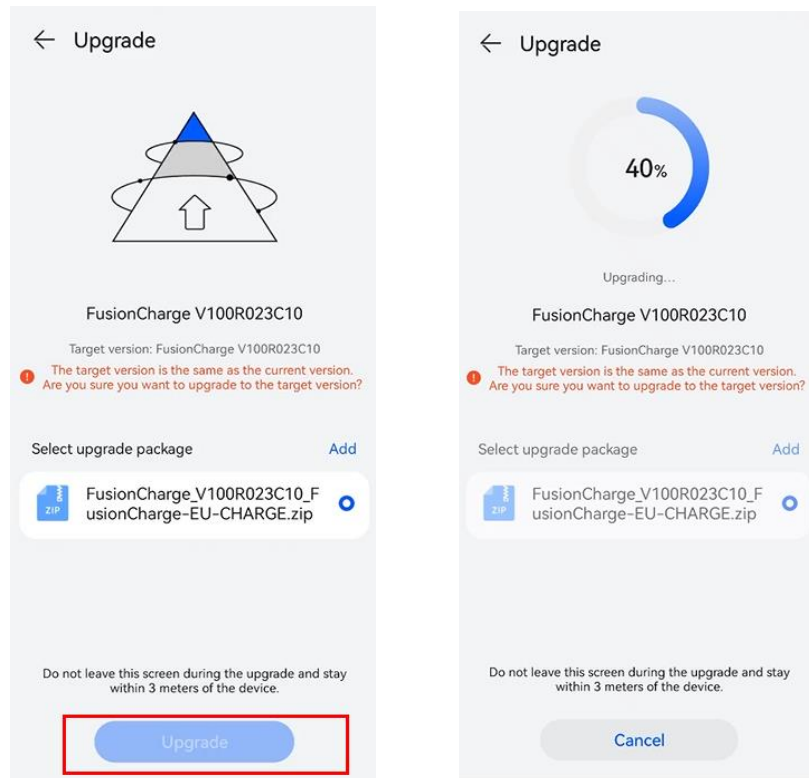 Upgrade
FusionCharge V100R023C10
Target version: FusionCharge V100R023C10
The target version is the same as the current version.
Are you sure you want to upgrade to the target version?
Select upgrade package
Add
ZIP
FusionCharge_V100R023C10_F
usionCharge-EU-CHARGE.zip
Do not leave this screen during the upgrade and stay
within 3 meters of the device.
Upgrade
Upgrade
40%
Upgrading...
FusionCharge V100R023C10
Target version: FusionCharge V100R023C10
The target version is the same as the current version.
Are you sure you want to upgrade to the target version?
Select upgrade package
Add
ZIP
FusionCharge_V100R023C10_F
usionCharge-EU-CHARGE.zip
Do not leave this screen during the upgrade and stay
within 3 meters of the device.
Cancel